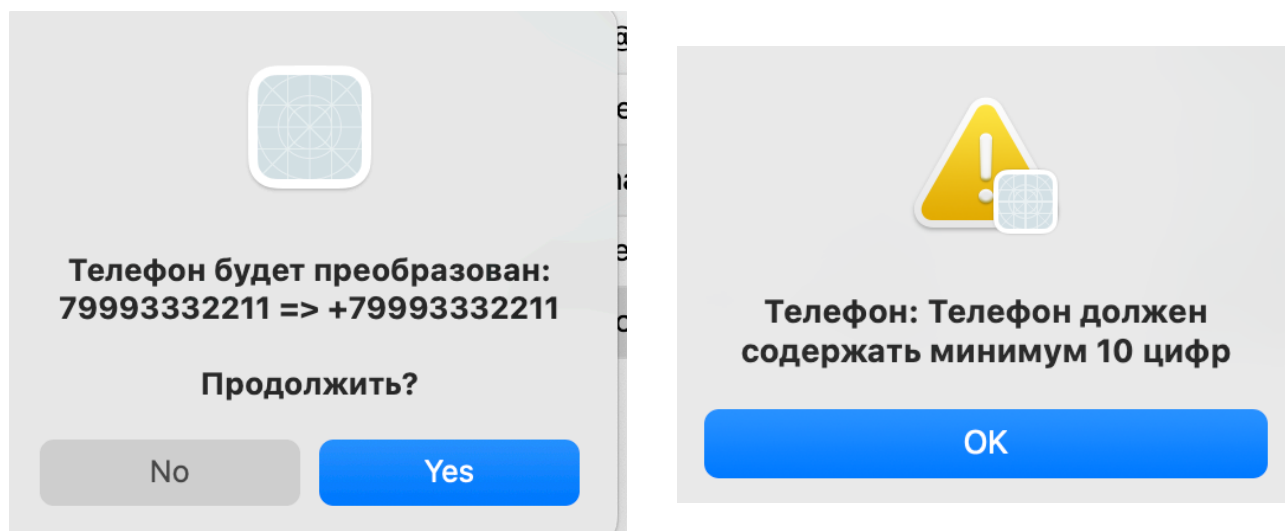 Телефон будет преобразован:
79993332211 => +79993332211
Продолжить?
No
Yes
Телефон: Телефон должен
содержать минимум 10 цифр
OK